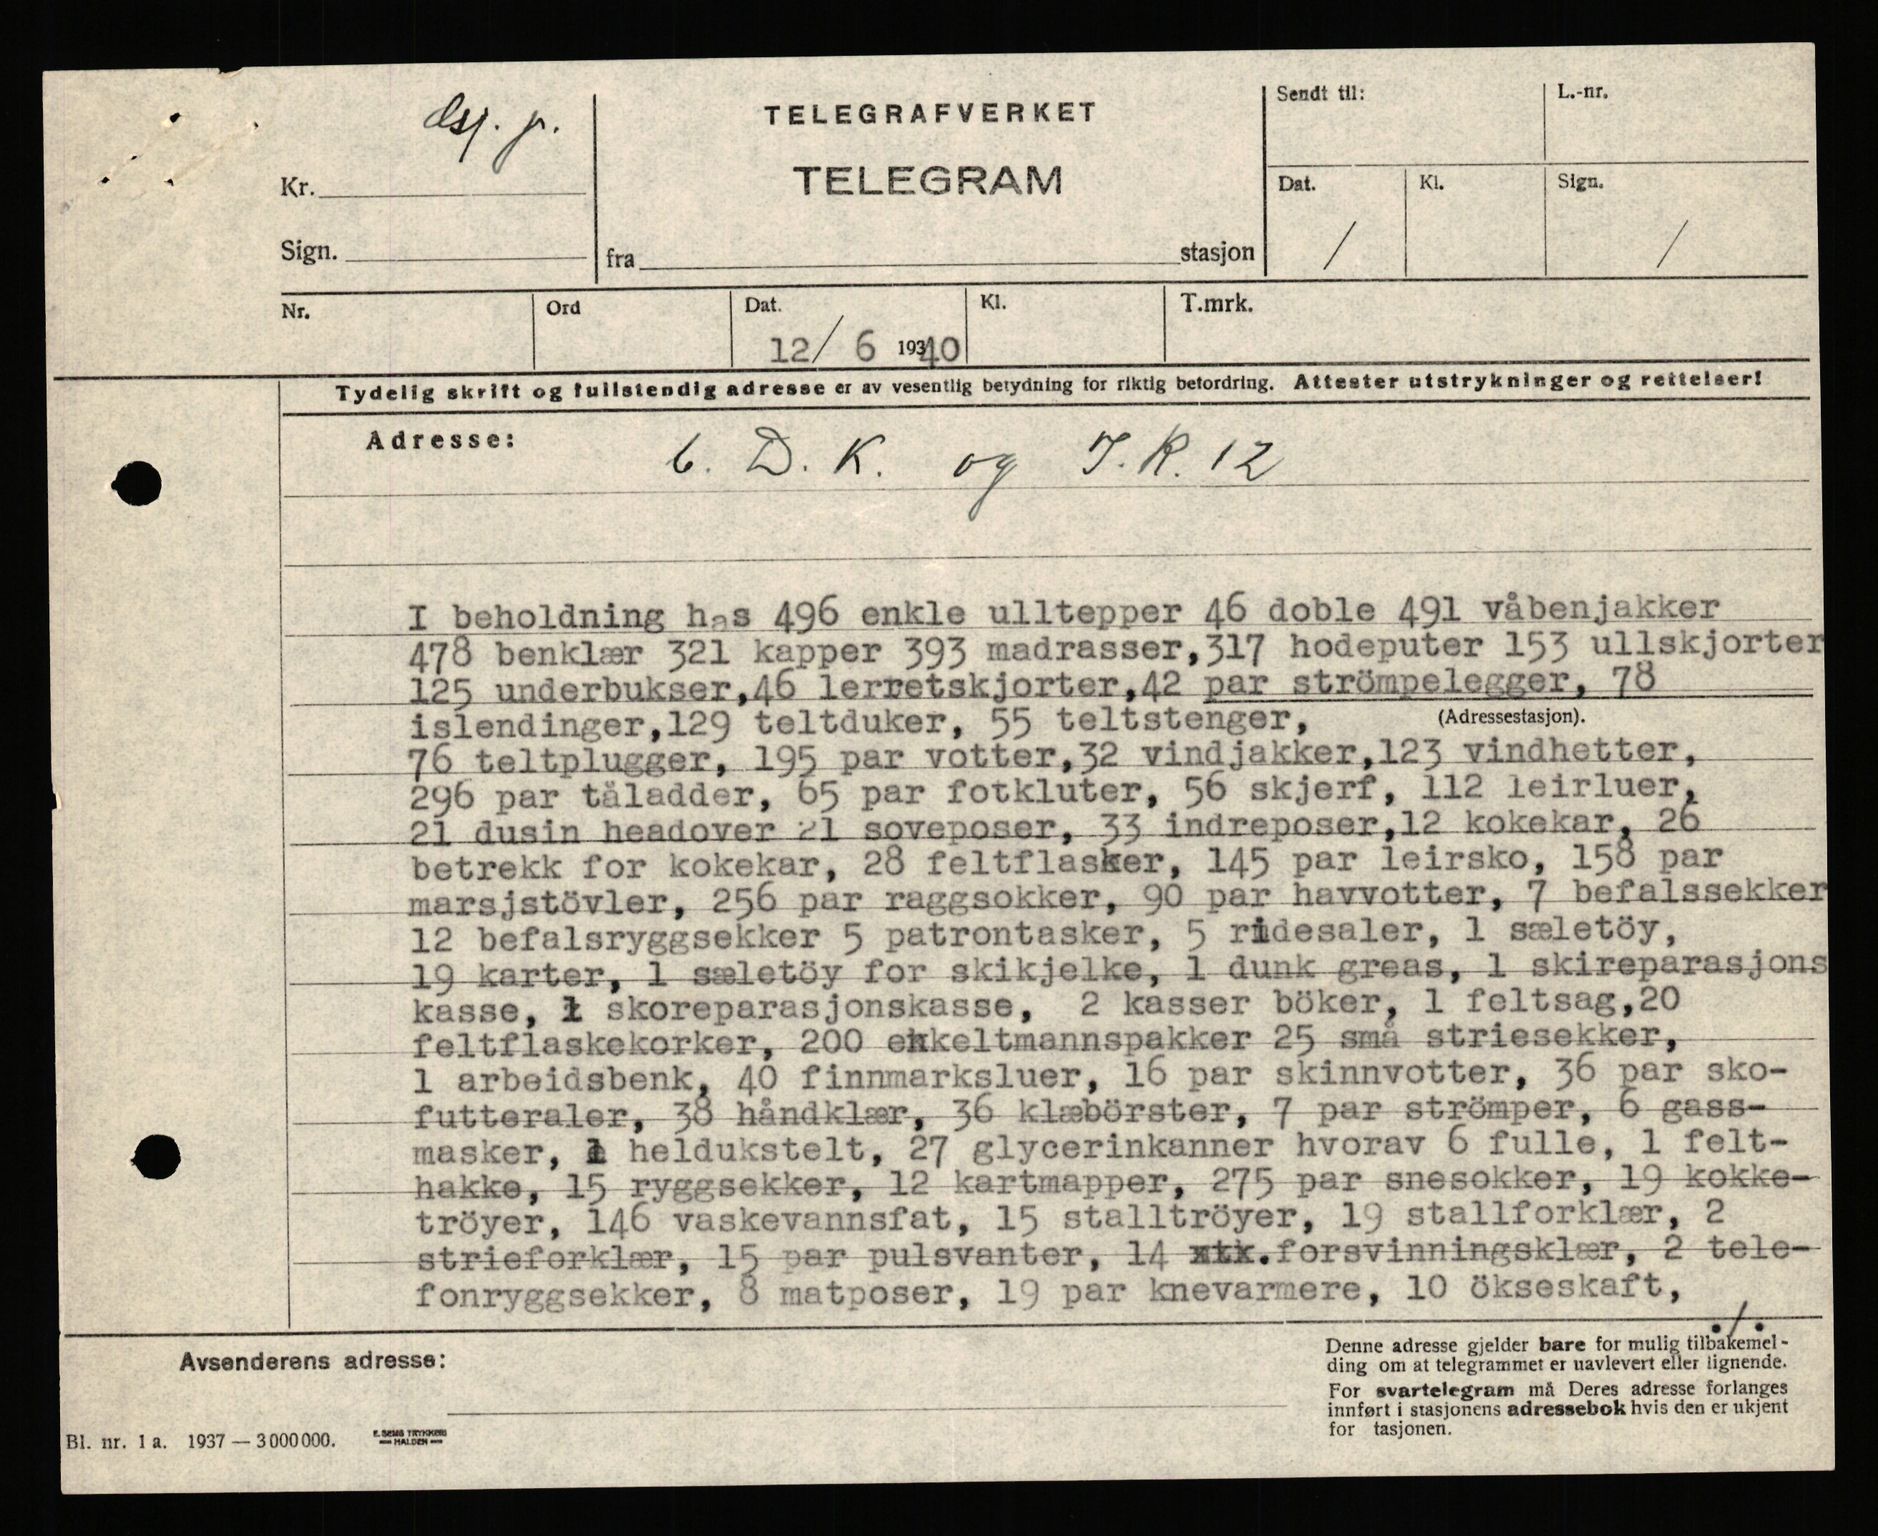 TELEGRAFVERKET
TELEGRAM
Kr.
Sign.
fra stasjon
Sendt til: L.-nr.
Dat. Kl. Sign.
/ /
Nr. Ord Dat. Kl. T.mrk.
12/ 6 19340
Tydelig skrift og fullstendig adresse er av vesentlig betydning for riktig befordring. Attester utstrykninger og rettelser!
Adresse: 6. D. K. og I.R. 12
I beholdning has 496 enkle ulltepper 46 doble 491 våbenjakker
478 benklær 321 kapper 393 madrasser,317 hodeputer 153 ullskjorter
125 underbukser,46 lerretskjorter,42 par strömpelegger, 78
islendinger,129 teltduker, 55 teltstenger,
(Adressestasjon).
76 teltplugger, 195 par votter,32 vindjakker,123 vindhetter,
296 par tåladder, 65 par fotkluter, 56 skjerf, 112 leirluer,
21 dusin headover 21 soveposer, 33 indreposer,12 kokekar, 26
betrekk for kokekar, 28 feltflasker, 145 par leirsko, 158 par
marsjstövler, 256 par raggsokker, 90 par havvotter, 7 befalssekker
12 befalsryggsekker 5 patrontasker, 5 ridesaler, 1 sæletöy,
19 karter, 1 sæletöy for skikjelke, 1 dunk greas, 1 skireparasjons
kasse, 1 skoreparasjonskasse, 2 kasser böker, 1 feltsag,20
feltflaskekorker, 200 enkeltmannspakker 25 små striesekker,
1 arbeidsbenk, 40 finnmarksluer, 16 par skinnvotter, 36 par sko-
futteraler, 38 håndklær, 36 klæbörster, 7 par strömper, 6 gass-
masker, 1 heldukstelt, 27 glycerinkanner hvorav 6 fulle, 1 felt-
hakke, 15 ryggsekker, 12 kartmapper, 275 par snesokker, 19 kokke-
tröyer, 146 vaskevannsfat, 15 stalltröyer, 19 stallforklær, 2
strieforklær, 15 par pulsvanter, 14 xtk.forsvinningsklær, 2 tele-
fonryggsekker, 8 matposer, 19 par knevarmere, 10 ökseskaft,
./.
Avsenderens adresse:
Denne adresse gjelder bare for mulig tilbakemel-
ding om at telegrammet er uavlevert eller lignende.
For svartelegram må Deres adresse forlanges
innført i stasjonens adressebok hvis den er ukjent
for tasjonen.
Bl. nr. 1 a. 1937 — 3 000 000.
E. SEMS TRYKKERI
— HALDEN —